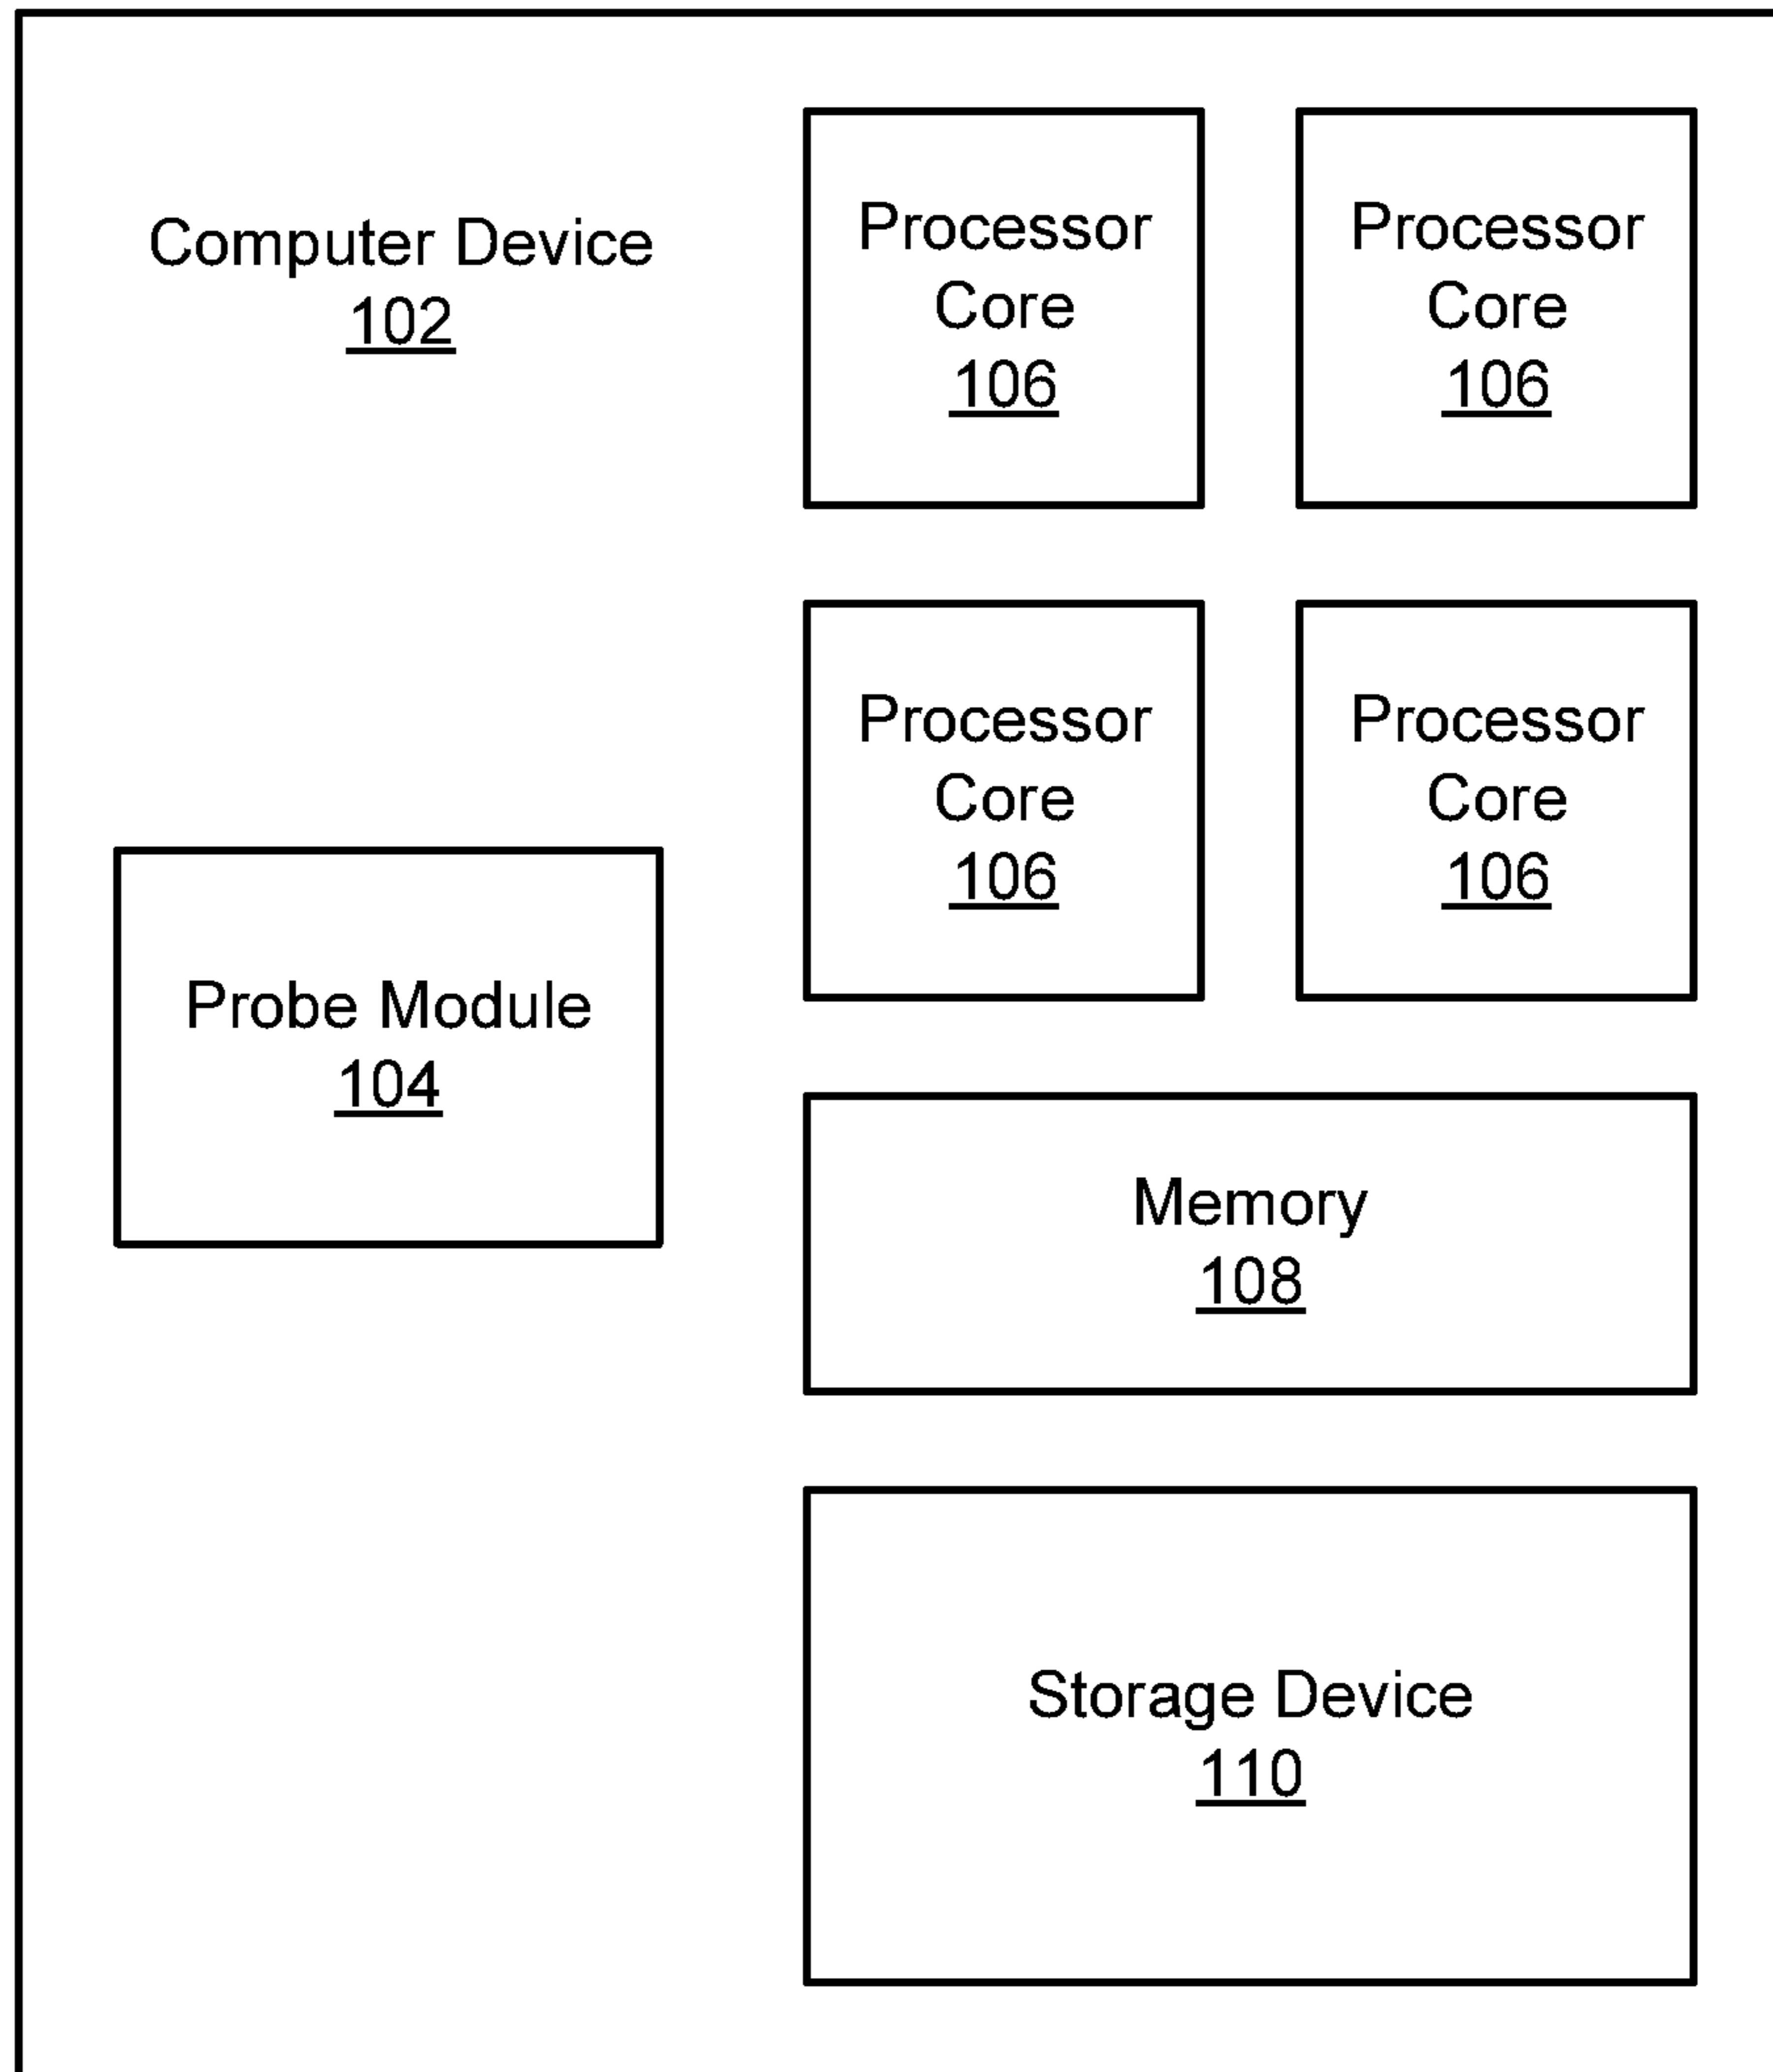 Computer Device
102
Processor
Core
106
Processor
Core
106
Processor
Core
106
Processor
Core
106
Probe Module
104
Memory
108
Storage Device
110